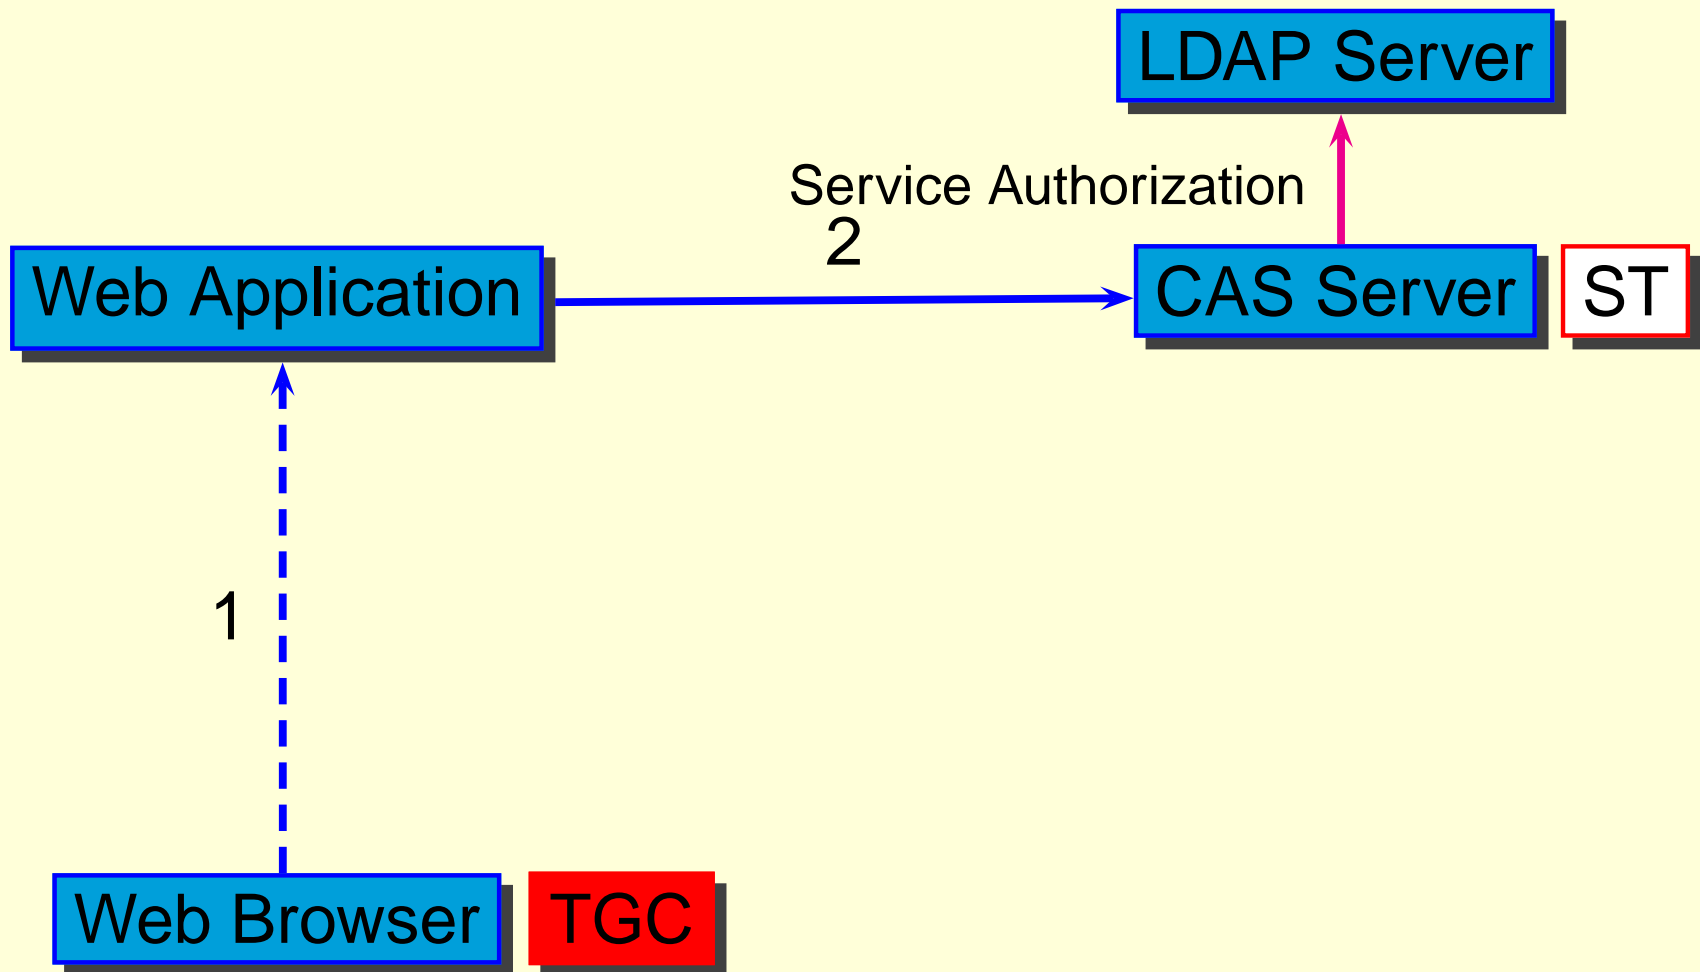 LDAP Server
Service Authorization
2
Web Application
CAS Server
ST
1
Web Browser
TGC